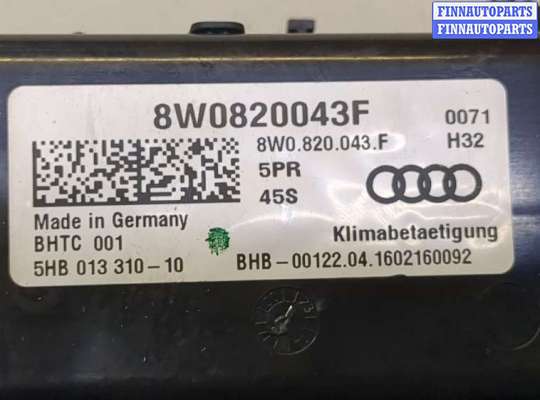 FINNAUTOPARTS
FINNAUTOPARTS
8W0820043F
0071
8W0.820.043.F
H32
5PR
45S
Made in Germany
BHTC 001
Klimabetaetigung
5HB 013 310-10
BHB-00122.04.1602160092